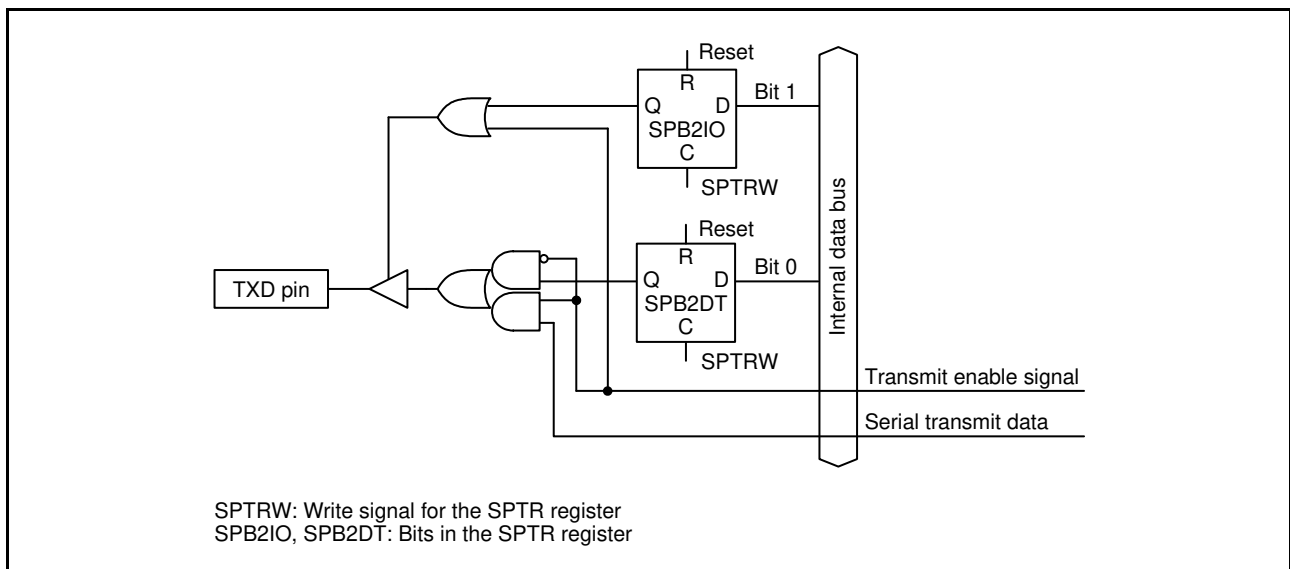 Reset
R
Q D
Bit 1
SPB2IO
C
SPTRW
Reset
R
Q D
Bit 0
SPB2DT
C
SPTRW
TXD pin
Internal data bus
Transmit enable signal
Serial transmit data
SPTRW: Write signal for the SPTR register
SPB2IO, SPB2DT: Bits in the SPTR register